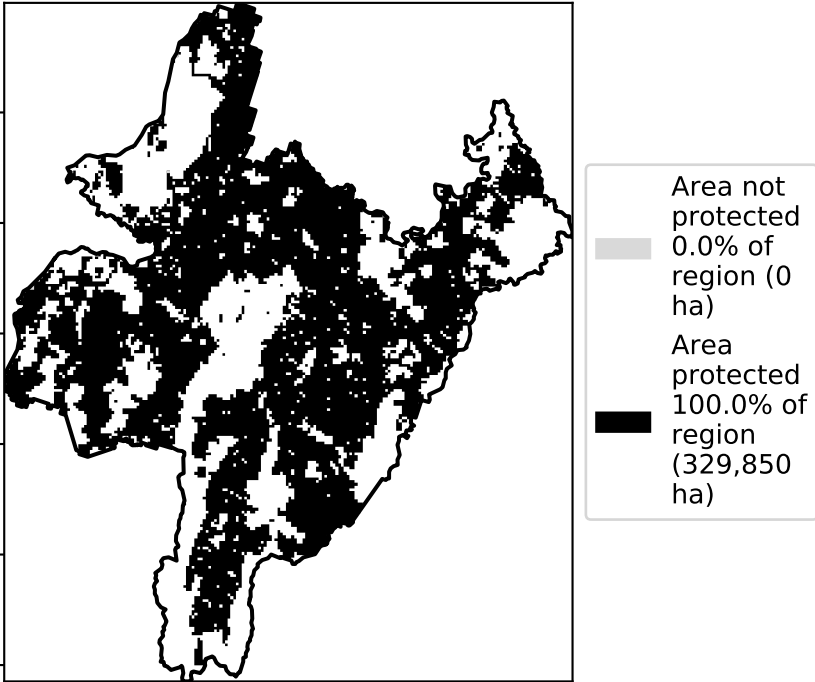 Area not
protected
0.0% of
region (0
ha)
Area
protected
100.0% of
region
(329,850
ha)